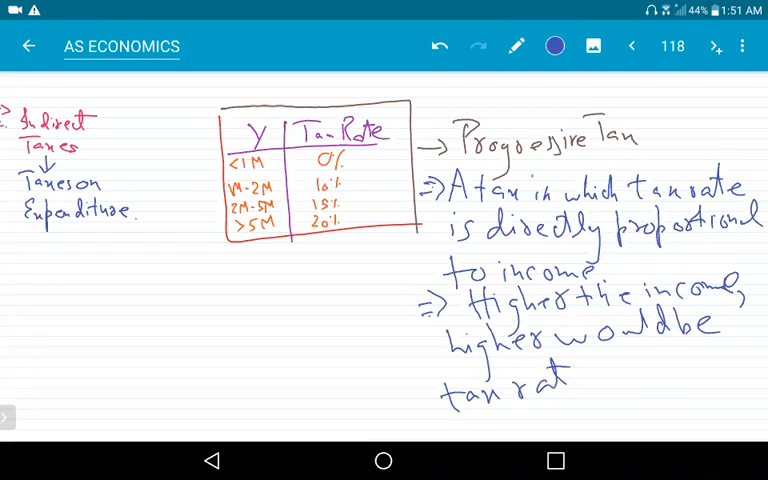 44% 1:51 AM
AS ECONOMICS
118
Indirect
Taxes
Taxes on
Expenditure.
Y Tax Rate
<1M 0%
1M-2M 10%
2M-5M 15%
>5M 20%
→ Progressive Tax
⇒ A tax in which tax rate
is directly proportional
to income
⇒ Higher the income,
higher would be
tax rat